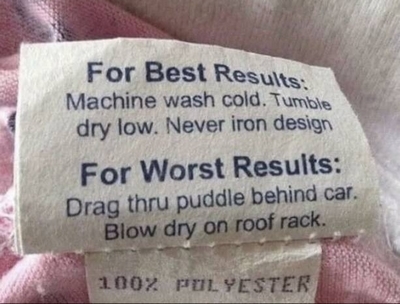 For Best Results:
Machine wash cold. Tumble
dry low. Never iron design
For Worst Results:
Drag thru puddle behind car.
Blow dry on roof rack.
100% POLYESTER